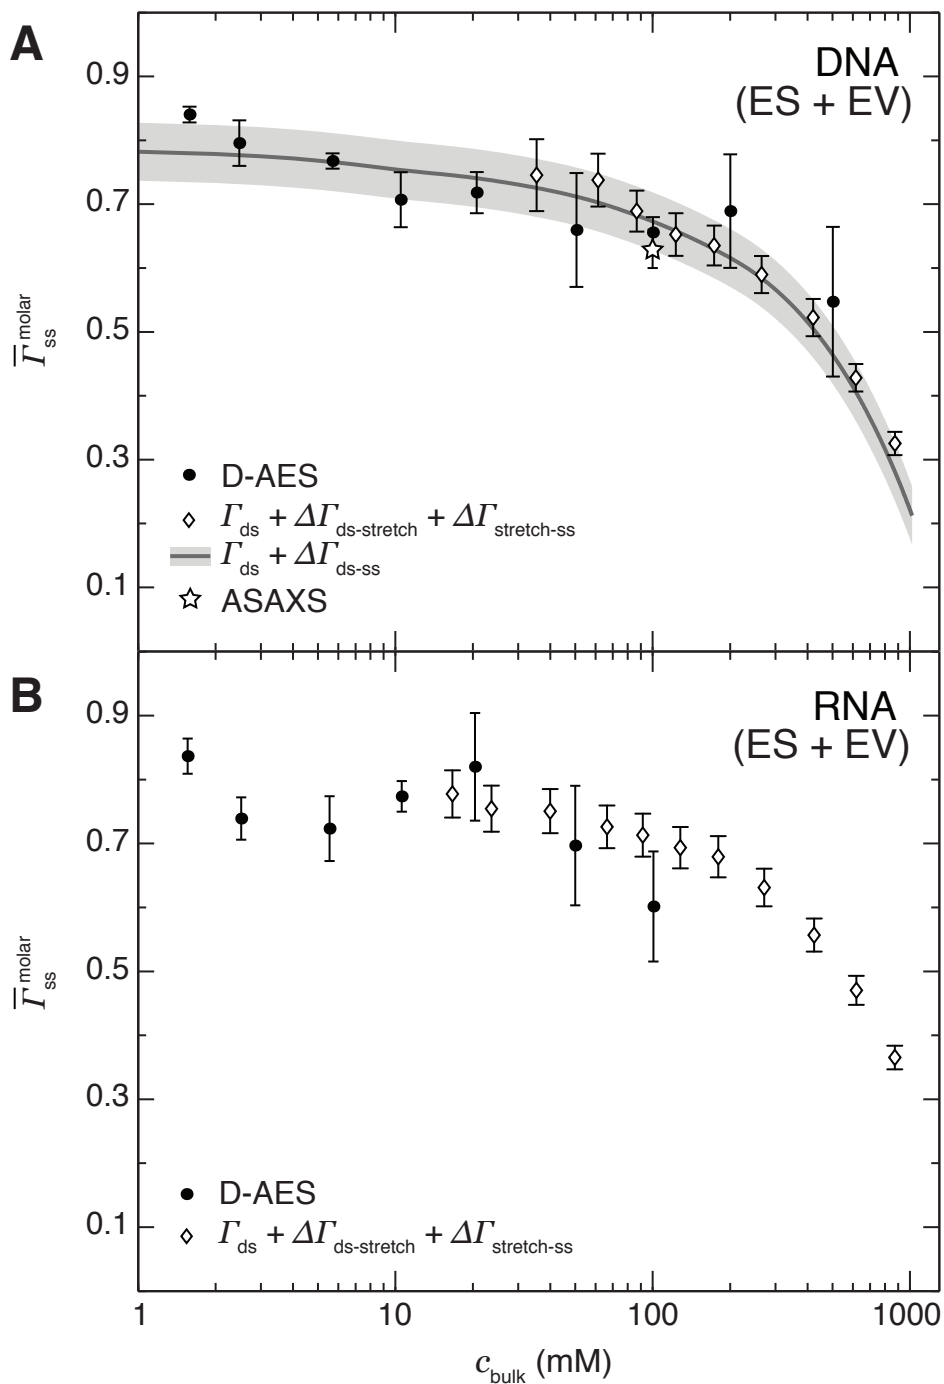 A
DNA
(ES + EV)
0.9
0.7
0.5
0.3
0.1
Γ̅ss molar
D-AES
Γds + ΔΓds-stretch + ΔΓstretch-ss
Γds + ΔΓds-ss
ASAXS
B
RNA
(ES + EV)
0.9
0.7
0.5
0.3
0.1
Γ̅ss molar
D-AES
Γds + ΔΓds-stretch + ΔΓstretch-ss
1 10 100 1000
cbulk (mM)